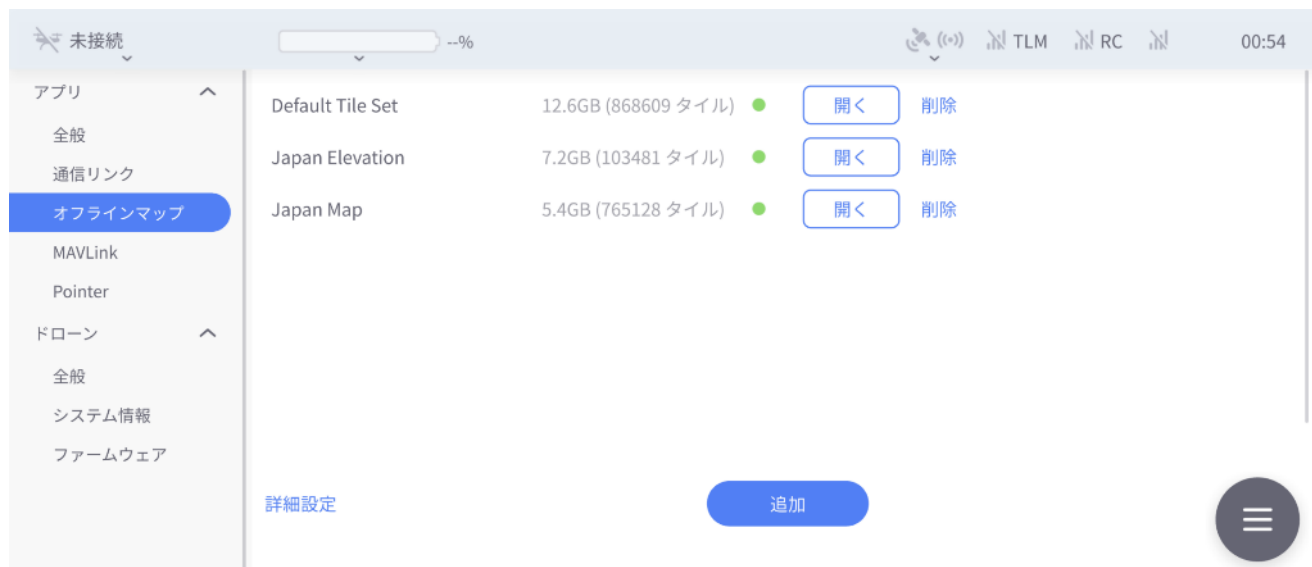 未接続 --% TLM RC 00:54
アプリ
全般
通信リンク
オフラインマップ
MAVLink
Pointer
ドローン
全般
システム情報
ファームウェア
Default Tile Set 12.6GB (868609 タイル) 開く 削除
Japan Elevation 7.2GB (103481 タイル) 開く 削除
Japan Map 5.4GB (765128 タイル) 開く 削除
詳細設定 追加